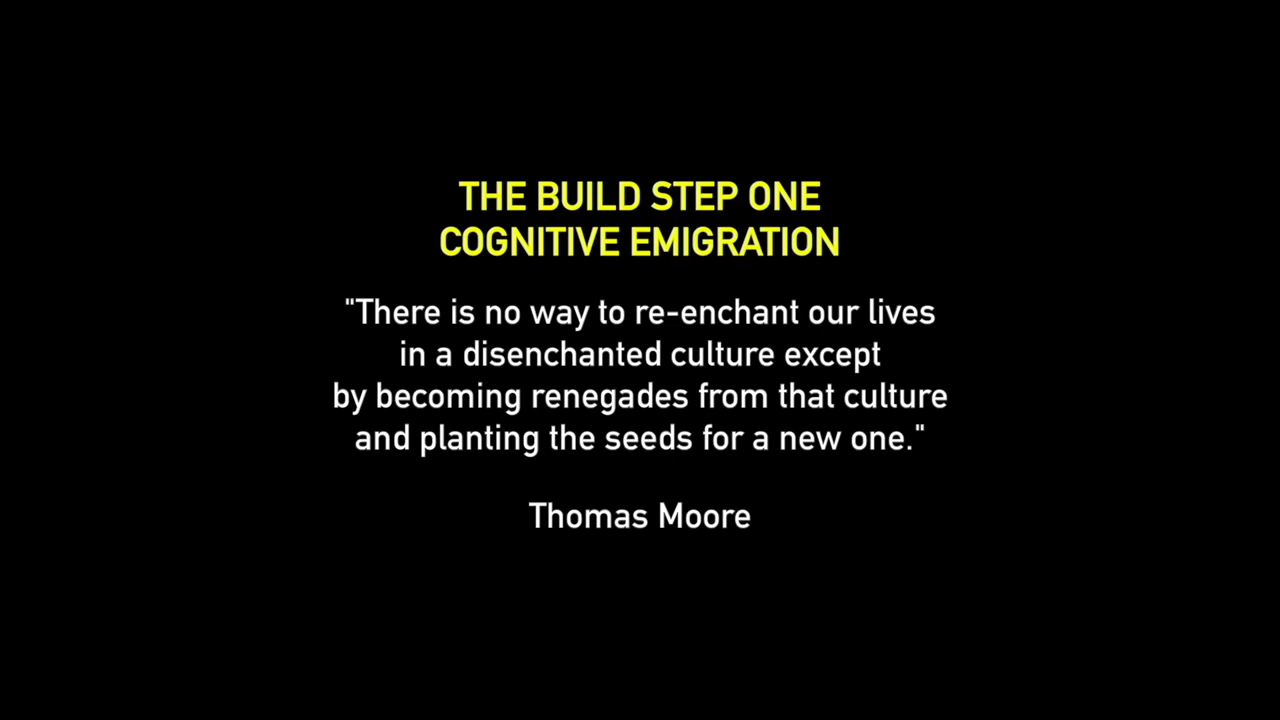 THE BUILD STEP ONE
COGNITIVE EMIGRATION
"There is no way to re-enchant our lives
in a disenchanted culture except
by becoming renegades from that culture
and planting the seeds for a new one."
Thomas Moore